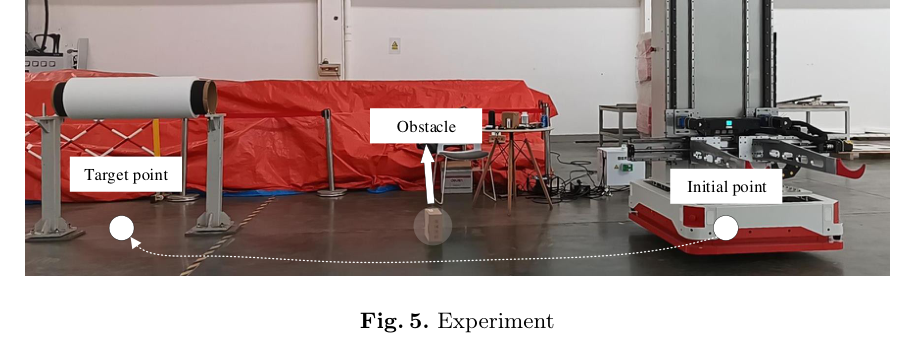 Obstacle
Target point
Initial point
Fig. 5. Experiment